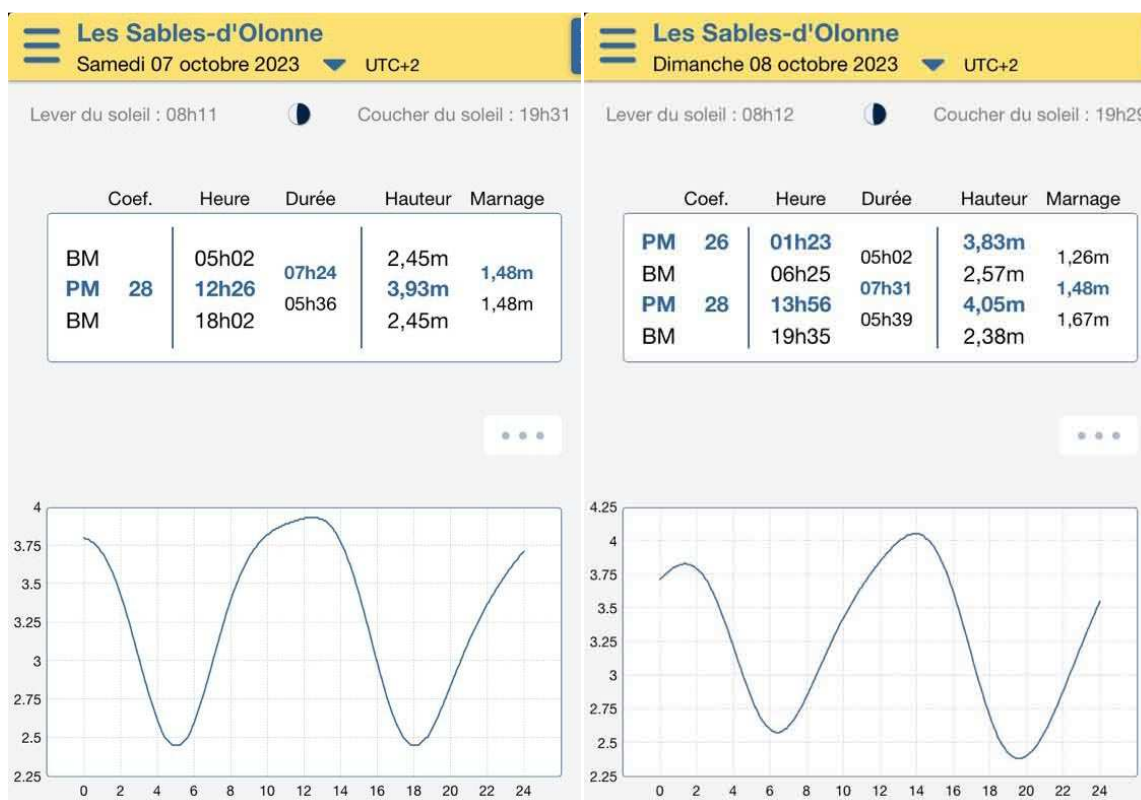 Les Sables-d'Olonne
Samedi 07 octobre 2023 UTC+2
Lever du soleil : 08h11 Coucher du soleil : 19h31
Coef. Heure Durée Hauteur Marnage
BM 05h02 2,45m
07h24 1,48m
PM 28 12h26 3,93m
05h36 1,48m
BM 18h02 2,45m
4
3.75
3.5
3.25
3
2.75
2.5
2.25
0 2 4 6 8 10 12 14 16 18 20 22 24
Les Sables-d'Olonne
Dimanche 08 octobre 2023 UTC+2
Lever du soleil : 08h12 Coucher du soleil : 19h29
Coef. Heure Durée Hauteur Marnage
PM 26 01h23 3,83m
05h02 1,26m
BM 06h25 2,57m
07h31 1,48m
PM 28 13h56 4,05m
05h39 1,67m
BM 19h35 2,38m
4.25
4
3.75
3.5
3.25
3
2.75
2.5
2.25
0 2 4 6 8 10 12 14 16 18 20 22 24